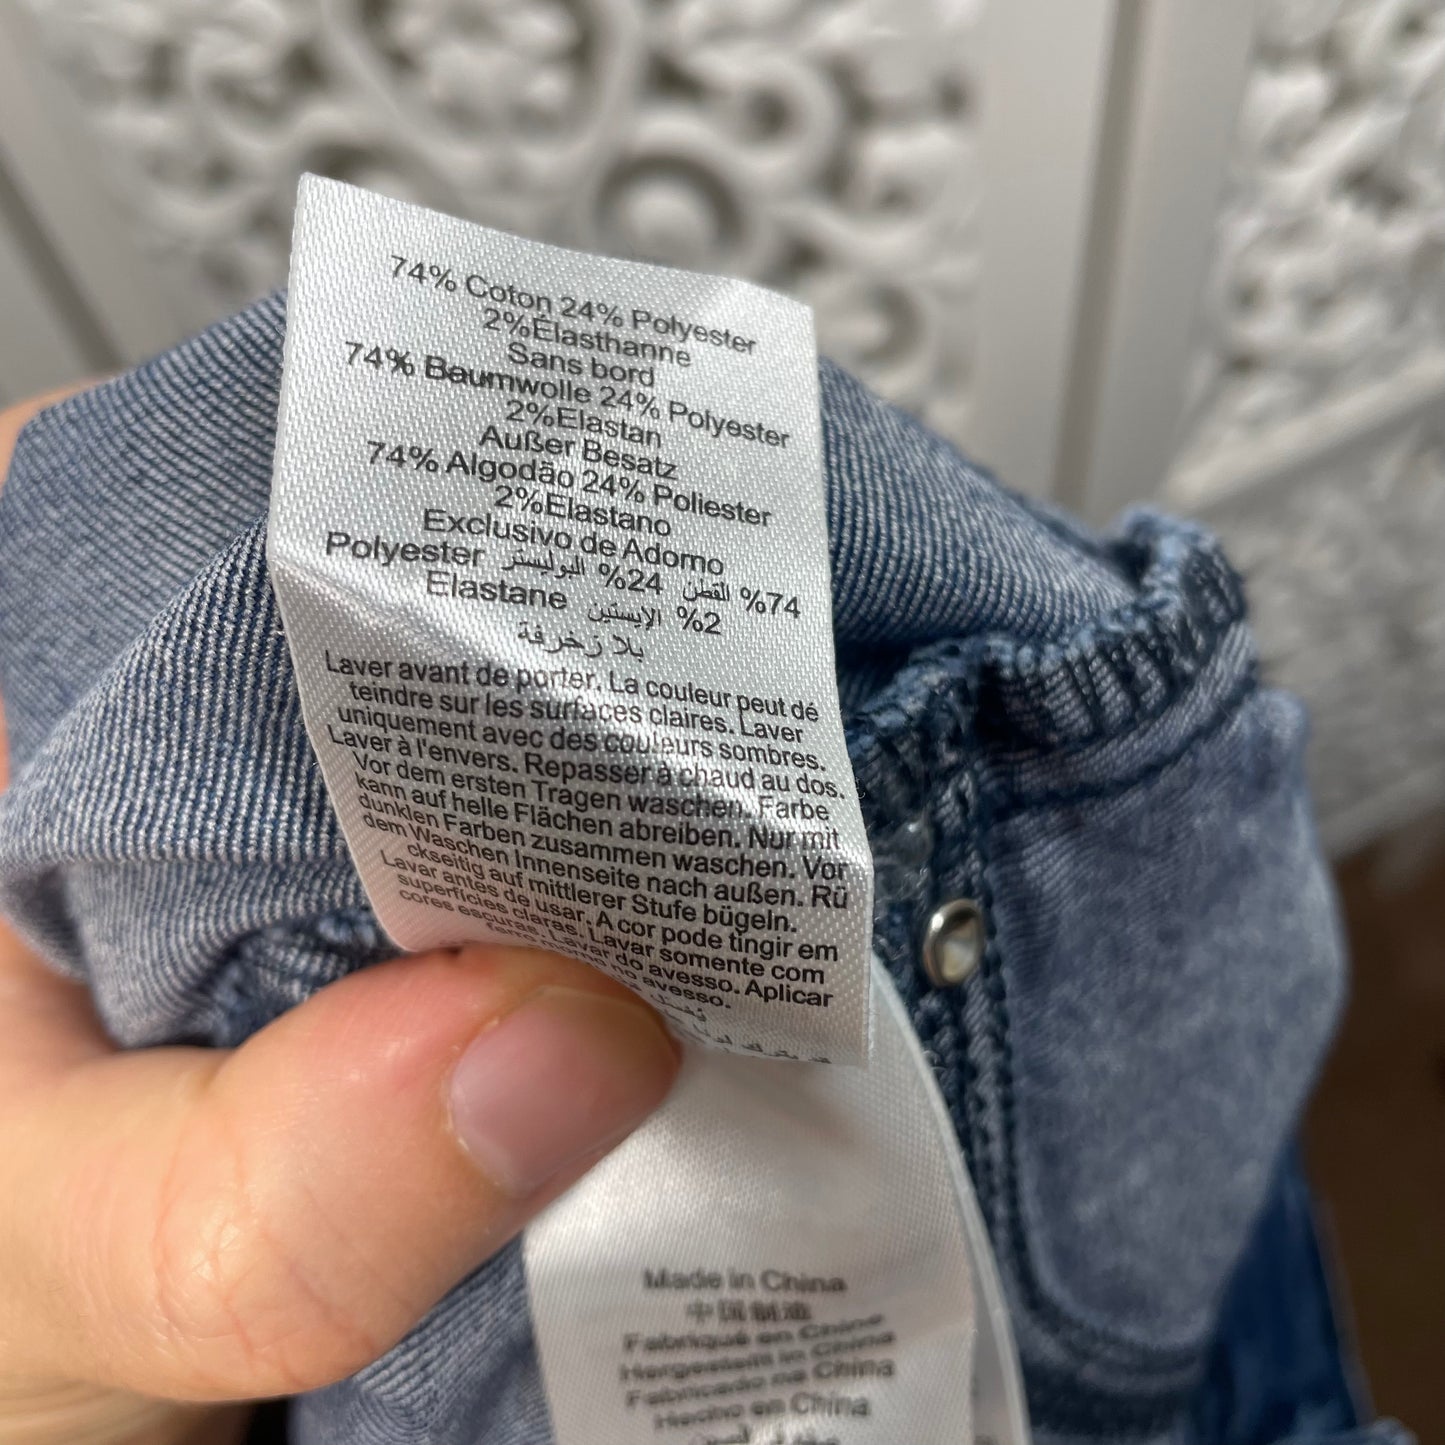 74% Coton 24% Polyester
2%Elasthanne
Sans bord
74% Baumwolle 24% Polyester
2%Elastan
Außer Besatz
74% Algodão 24% Poliester
2%Elastano
Exclusivo de Adorno
74% القطن 24% البوليستر Polyester
2% الإيستين Elastane
بلا زخرفة
Laver avant de porter. La couleur peut dé
teindre sur les surfaces claires. Laver
uniquement avec des couleurs sombres.
Laver à l'envers. Repasser à chaud au dos.
Vor dem ersten Tragen waschen. Farbe
kann auf helle Flächen abreiben. Nur mit
dunklen Farben zusammen waschen. Vor
dem Waschen Innenseite nach außen. Rü
ckseitig auf mittlerer Stufe bügeln.
Lavar antes de usar. A cor pode tingir em
superfícies claras. Lavar somente com
cores escuras. Lavar do avesso. Aplicar
ferro morno no avesso.
Made in China
中国制造
Fabriqué en Chine
Hergestellt in China
Fabricado na China
Hecho en China